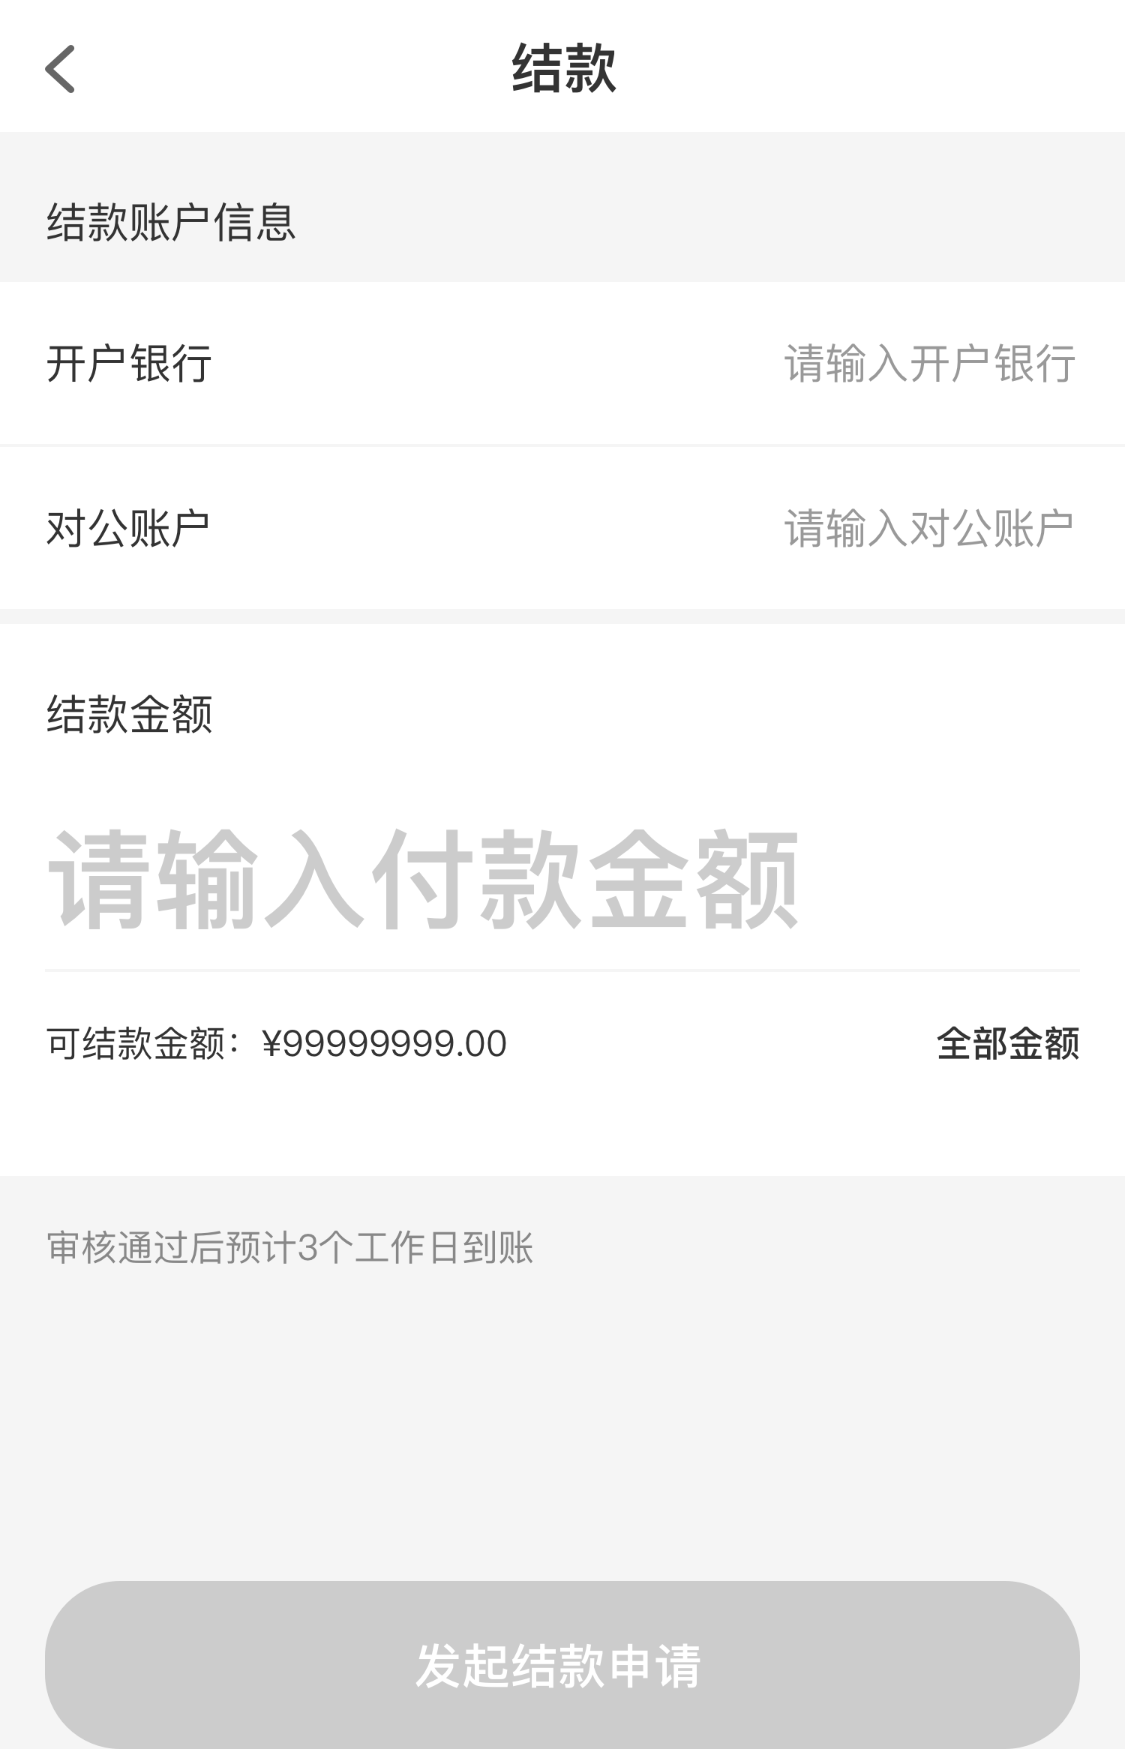 结款
结款账户信息
开户银行 请输入开户银行
对公账户 请输入对公账户
结款金额
请输入付款金额
可结款金额：¥99999999.00 全部金额
审核通过后预计3个工作日到账
发起结款申请